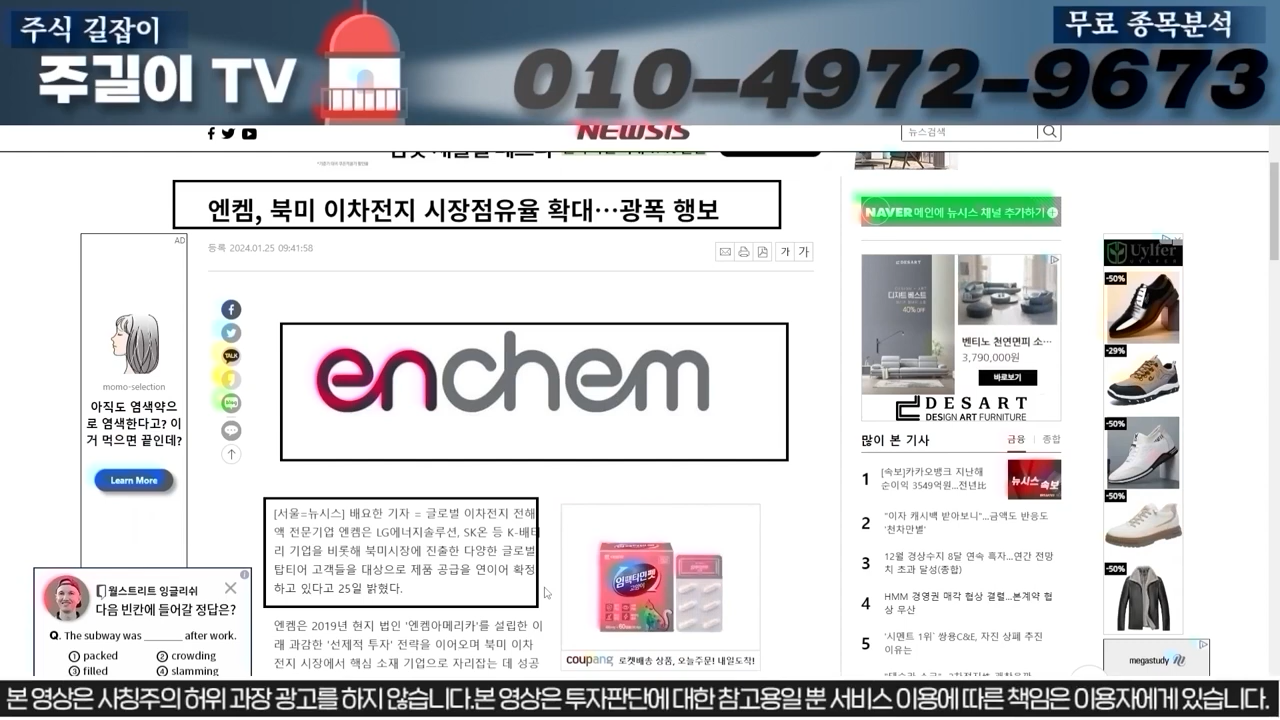 주식 길잡이
주길이 TV
무료 종목분석
010-4972-9673
NEWSIS
뉴스검색
엔켐, 북미 이차전지 시장점유율 확대…광폭 행보
등록 2024.01.25 09:41:58
가 가
AD
momo-selection
아직도 염색약으
로 염색한다고? 이
거 먹으면 끝인데?
Learn More
TALK
blog
enchem
[서울=뉴시스] 배요한 기자 = 글로벌 이차전지 전해
액 전문기업 엔켐은 LG에너지솔루션, SK온 등 K-배터
리 기업을 비롯해 북미시장에 진출한 다양한 글로벌
탑티어 고객들을 대상으로 제품 공급을 연이어 확정
하고 있다고 25일 밝혔다.
엔켐은 2019년 현지 법인 '엔켐아메리카'를 설립한 이
래 과감한 '선제적 투자' 전략을 이어오며 북미 이차
전지 시장에서 핵심 소재 기업으로 자리잡는 데 성공
임팩타민펫
고양이
coupang 로켓배송 상품, 오늘주문! 내일도착!
월스트리트 잉글리쉬
다음 빈칸에 들어갈 정답은?
Q. The subway was ______ after work.
① packed ② crowding
③ filled ④ slamming
NAVER 메인에 뉴시스 채널 추가하기
DESART
디자트 베스트
40%
벤티노 천연면피 소…
3,790,000원
바로보기
DESART
DESIGN ART FURNITURE
많이 본 기사
금융 종합
1 [속보]카카오뱅크 지난해
순이익 3549억원…전년比
뉴시스 속보
2 "이자 캐시백 받아보니"…금액도 반응도
'천차만별'
3 12월 경상수지 8달 연속 흑자…연간 전망
치 초과 달성(종합)
4 HMM 경영권 매각 협상 결렬…본계약 협
상 무산
5 '시멘트 1위' 쌍용C&E, 자진 상폐 추진
이유는
Uylfer
-50%
-29%
-50%
-50%
-50%
megastudy
본 영상은 사칭주의 허위 과장 광고를 하지 않습니다.본 영상은 투자판단에 대한 참고용일 뿐 서비스 이용에 따른 책임은 이용자에게 있습니다.